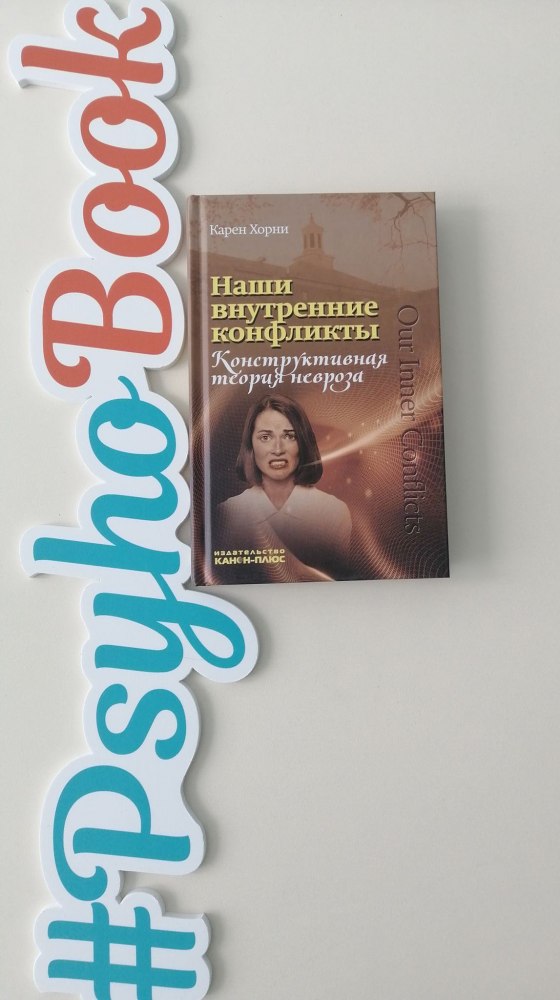 #PsyhoBook
Карен Хорни
Наши
внутренние
конфликты
Конструктивная
теория невроза
Our Inner Conflicts
издательство
КАНОН-ПЛЮС